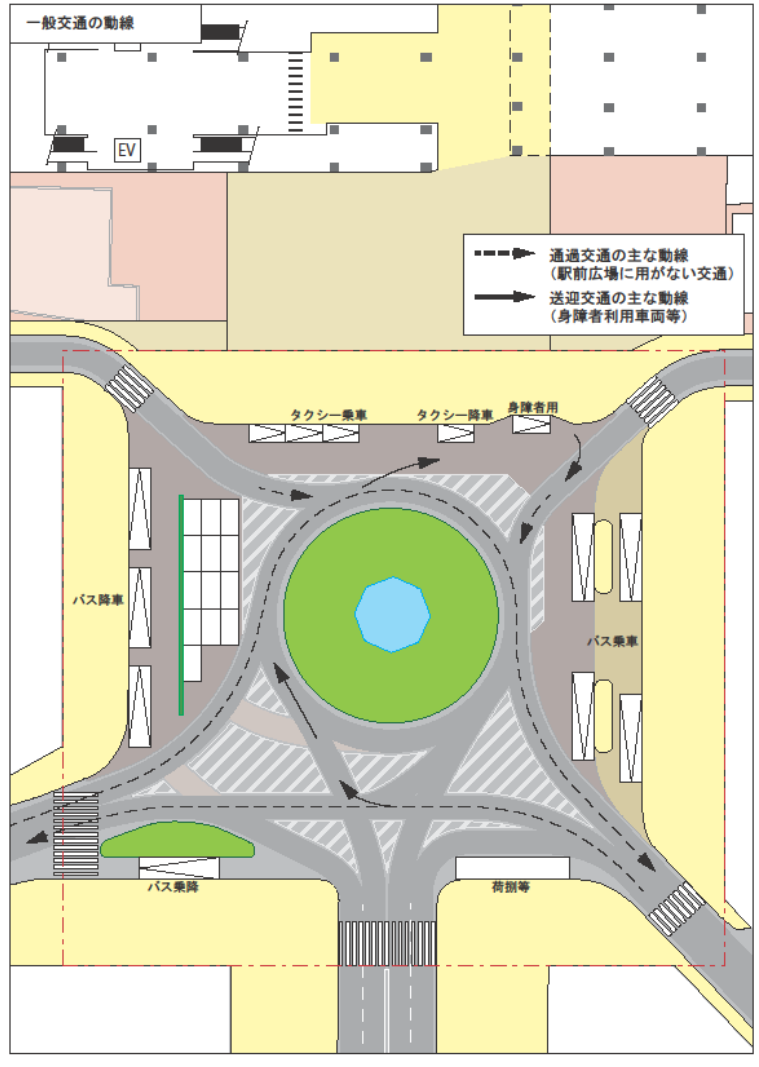 一般交通の動線
EV
通過交通の主な動線
（駅前広場に用がない交通）
送迎交通の主な動線
（身障者利用車両等）
タクシー乗車
タクシー降車
身障者用
バス降車
バス乗車
バス乗降
荷捌等